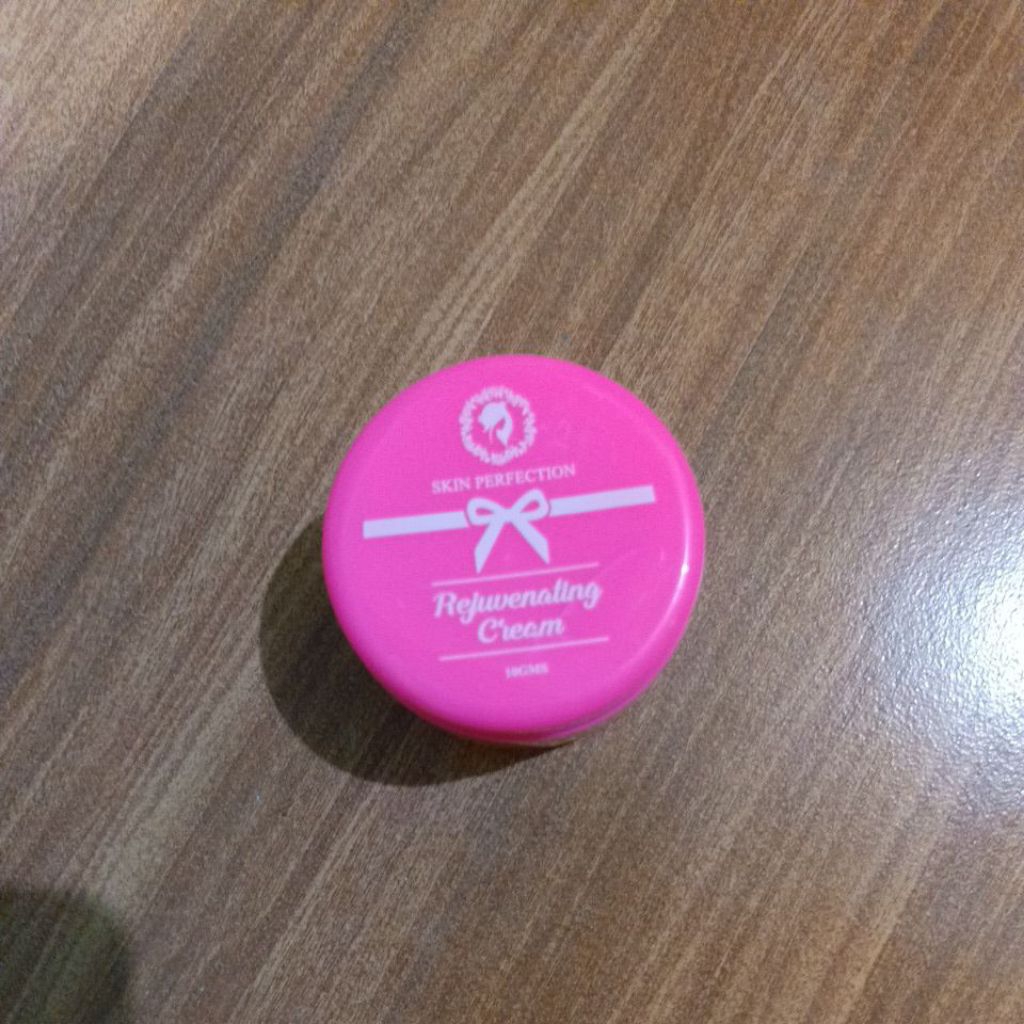 SKIN PERFECTION
Rejuvenating
Cream
10GMS